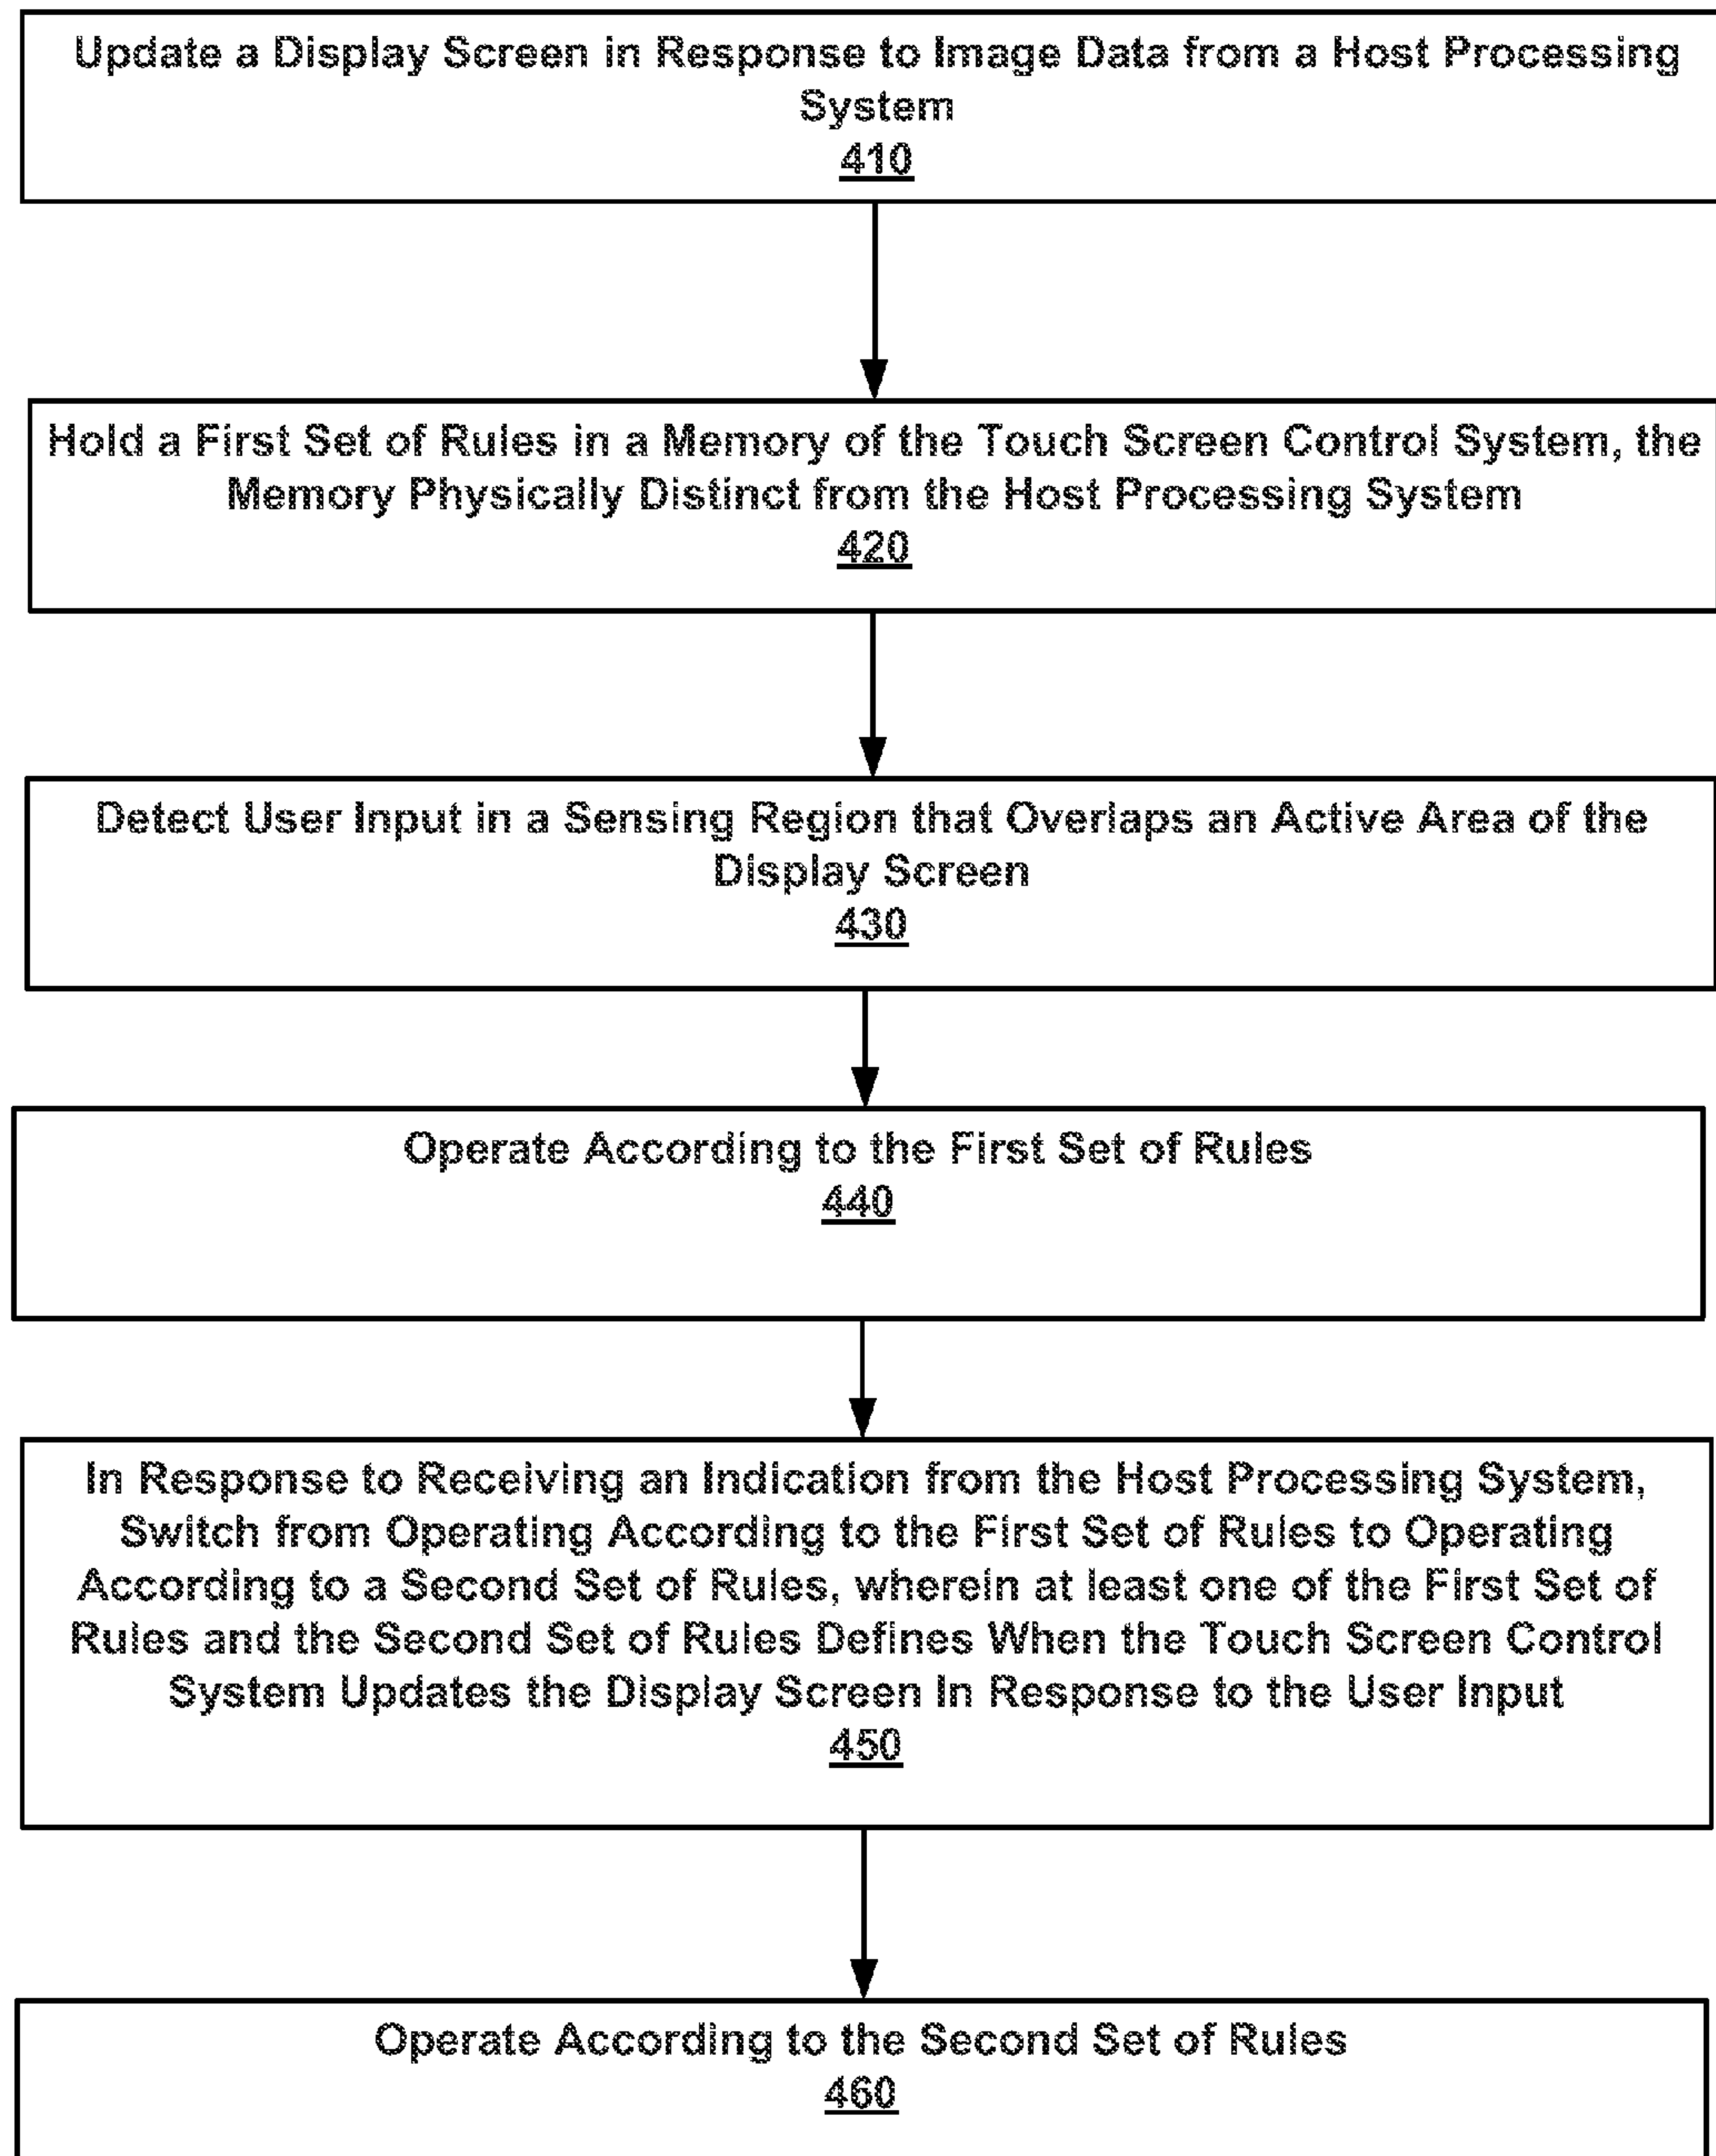 Update a Display Screen in Response to Image Data from a Host Processing
System
410
Hold a First Set of Rules in a Memory of the Touch Screen Control System, the
Memory Physically Distinct from the Host Processing System
420
Detect User Input in a Sensing Region that Overlaps an Active Area of the
Display Screen
430
Operate According to the First Set of Rules
440
In Response to Receiving an Indication from the Host Processing System,
Switch from Operating According to the First Set of Rules to Operating
According to a Second Set of Rules, wherein at least one of the First Set of
Rules and the Second Set of Rules Defines When the Touch Screen Control
System Updates the Display Screen In Response to the User Input
450
Operate According to the Second Set of Rules
460